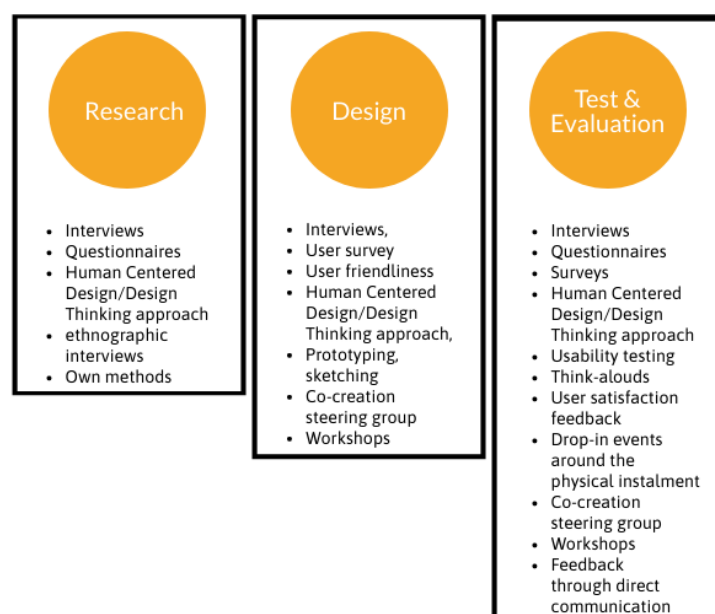 Research
• Interviews
• Questionnaires
• Human Centered
Design/Design
Thinking approach
• ethnographic
interviews
• Own methods
Design
• Interviews,
• User survey
• User friendliness
• Human Centered
Design/Design
Thinking approach,
• Prototyping,
sketching
• Co-creation
steering group
• Workshops
Test &
Evaluation
• Interviews
• Questionnaires
• Surveys
• Human Centered
Design/Design
Thinking approach
• Usability testing
• Think-alouds
• User satisfaction
feedback
• Drop-in events
around the
physical instalment
• Co-creation
steering group
• Workshops
• Feedback
through direct
communication